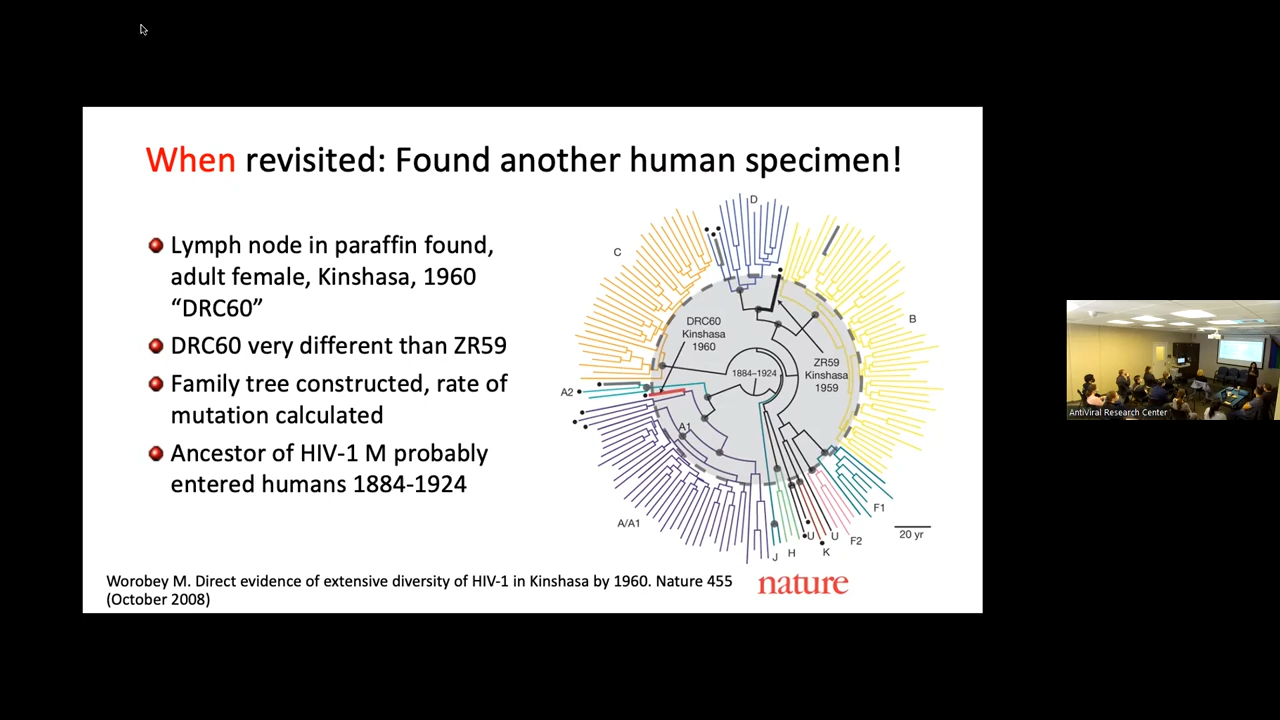 When revisited: Found another human specimen!
Lymph node in paraffin found,
adult female, Kinshasa, 1960
“DRC60”
DRC60 very different than ZR59
Family tree constructed, rate of
mutation calculated
Ancestor of HIV-1 M probably
entered humans 1884-1924
D
C
B
DRC60
Kinshasa
1960
1884–1924
ZR59
Kinshasa
1959
A2
A1
A/A1
F1
20 yr
U
U
F2
K
H
J
Worobey M. Direct evidence of extensive diversity of HIV-1 in Kinshasa by 1960. Nature 455
(October 2008)
nature
AntiViral Research Center